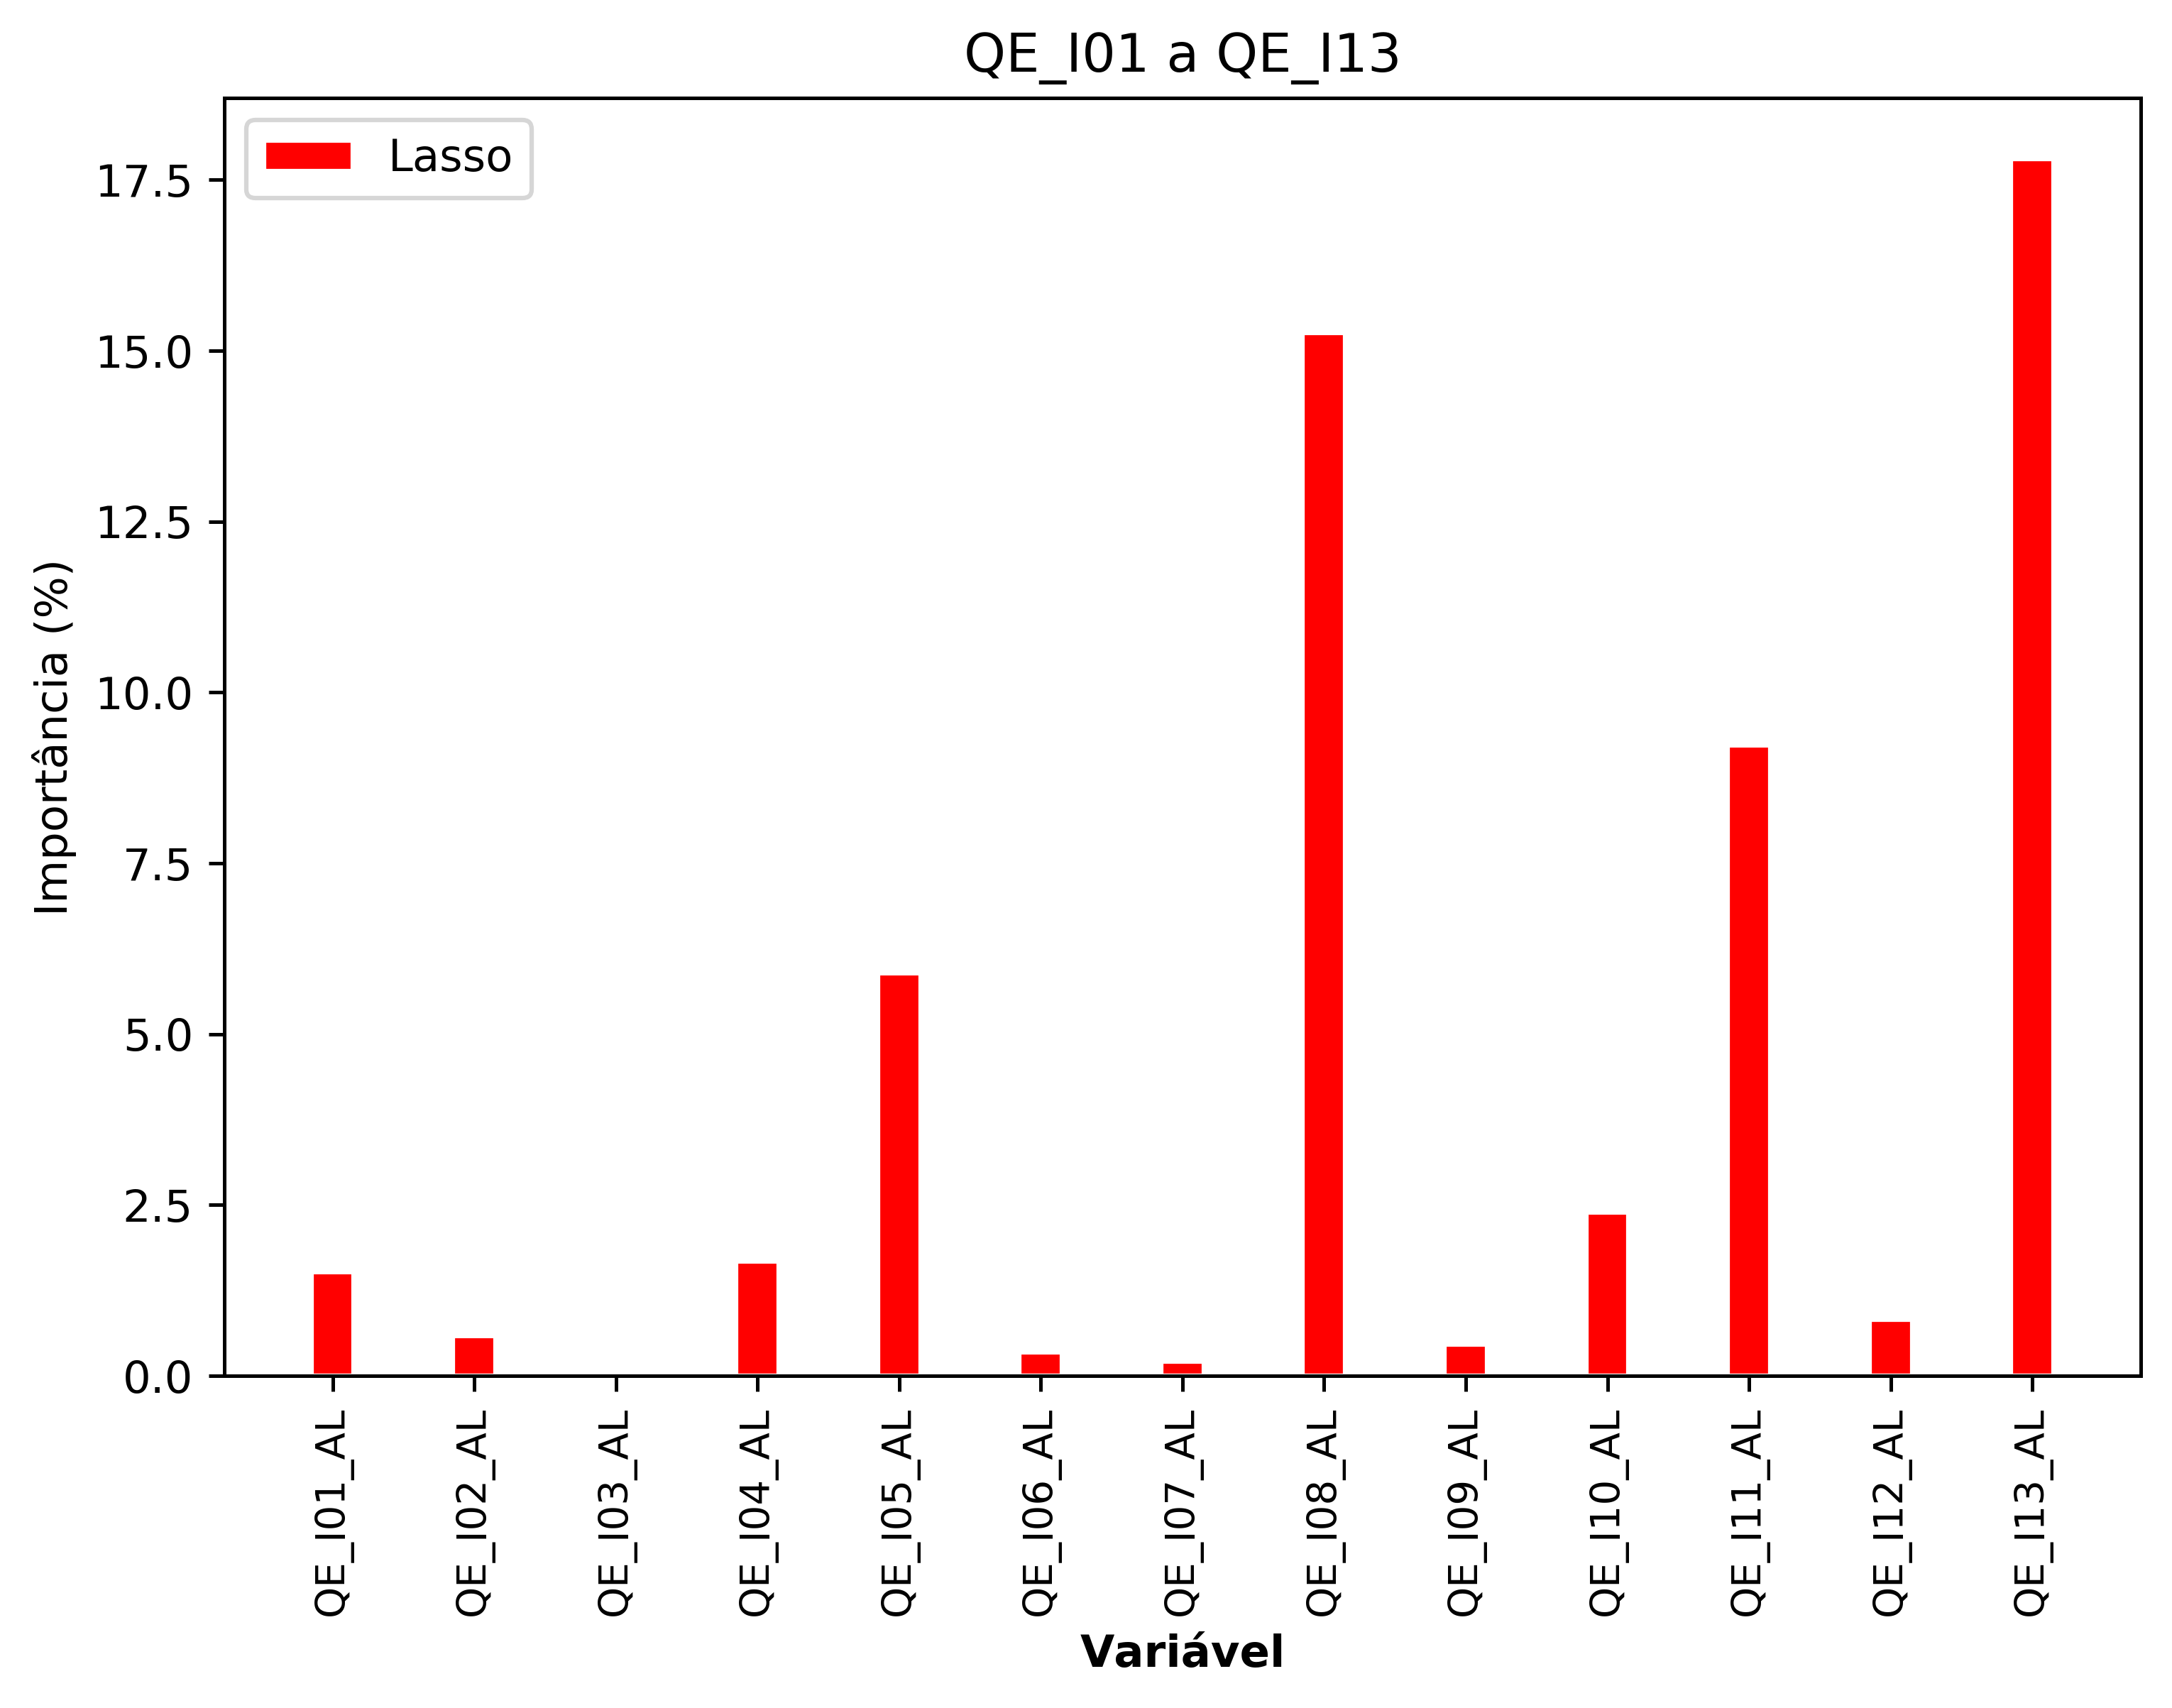 QE_I01 a QE_I13
Lasso
Importância (%)
17.5
15.0
12.5
10.0
7.5
5.0
2.5
0.0
QE_I01_AL
QE_I02_AL
QE_I03_AL
QE_I04_AL
QE_I05_AL
QE_I06_AL
QE_I07_AL
QE_I08_AL
QE_I09_AL
QE_I10_AL
QE_I11_AL
QE_I12_AL
QE_I13_AL
Variável